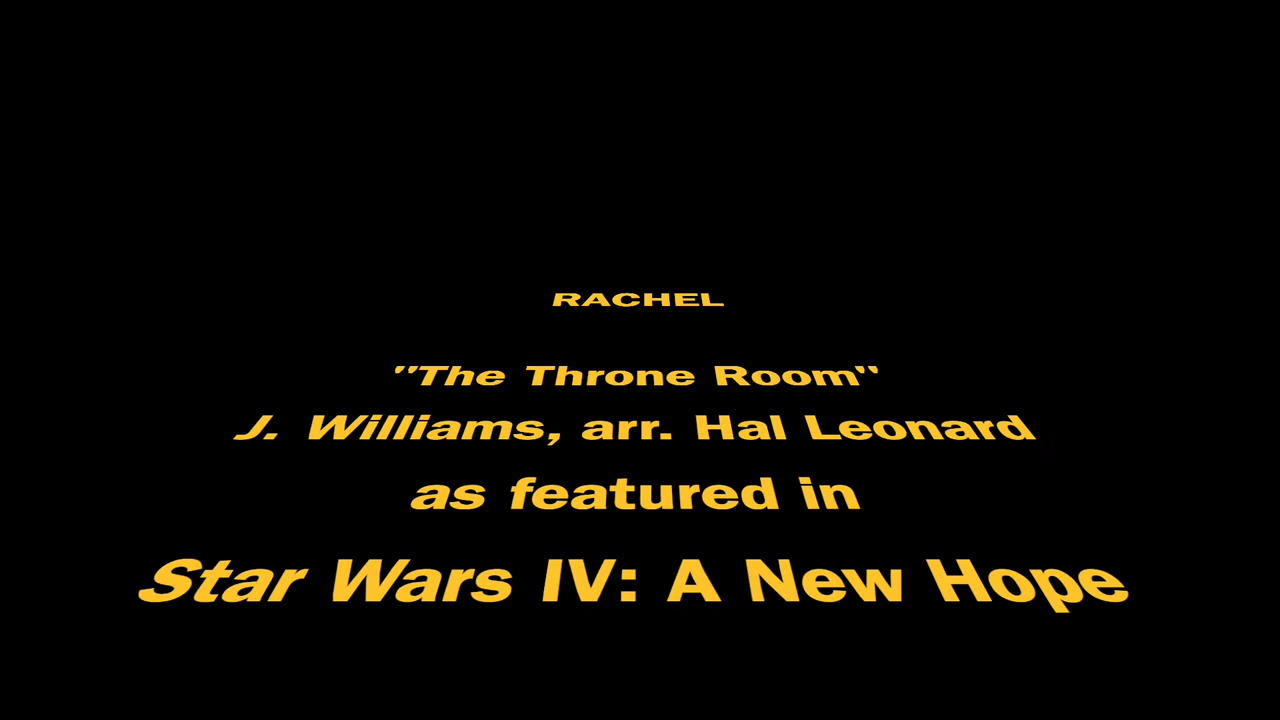 RACHEL
"The Throne Room"
J. Williams, arr. Hal Leonard
as featured in
Star Wars IV: A New Hope